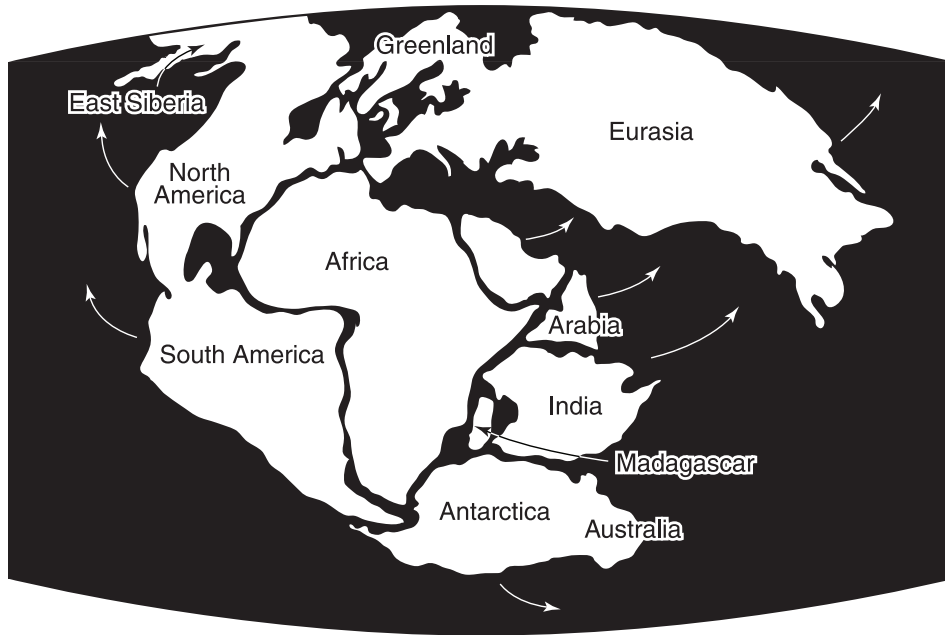 Greenland
East Siberia
Eurasia
North
America
Africa
Arabia
South America
India
Madagascar
Antarctica
Australia